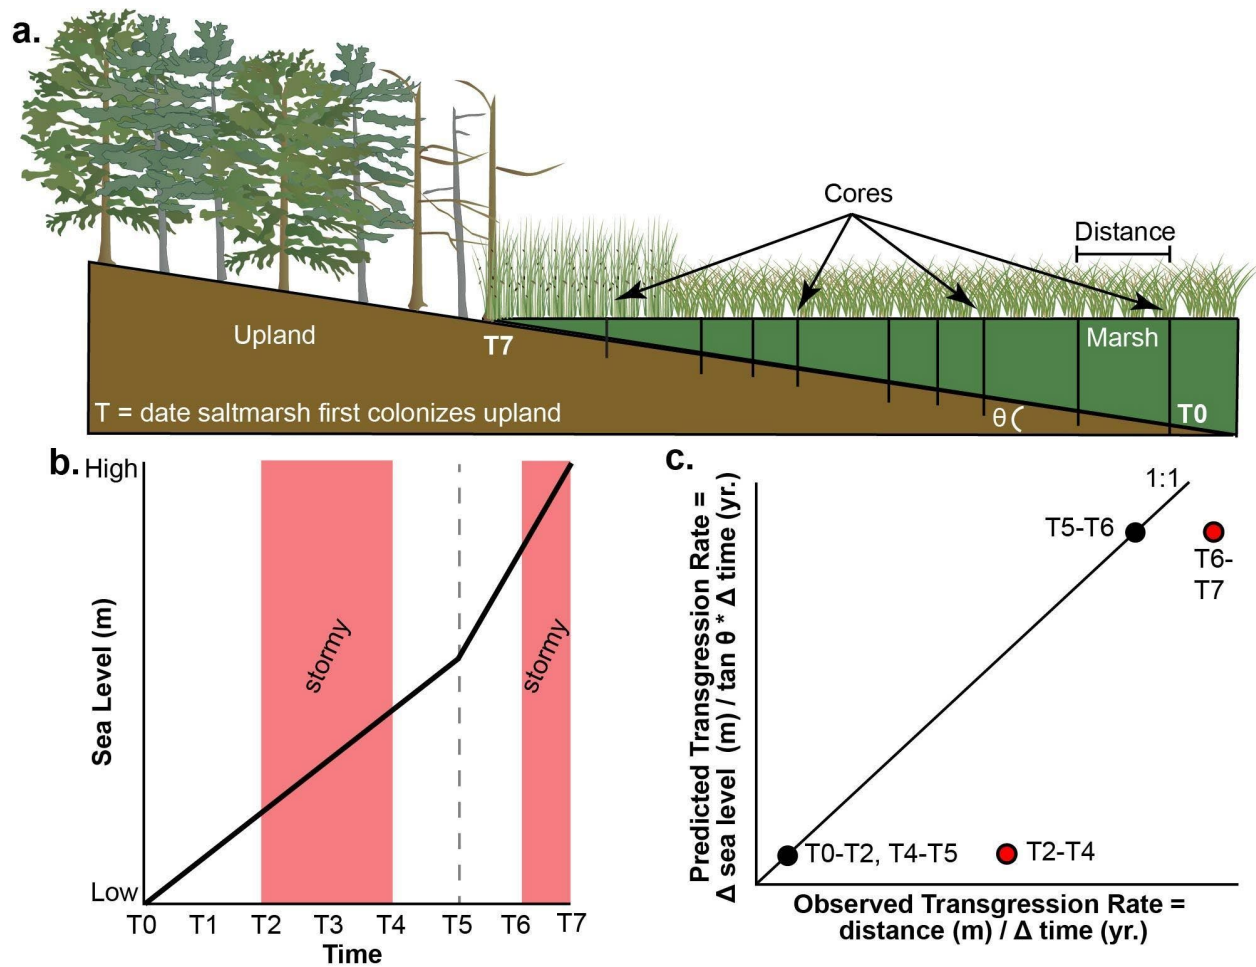 a.
Cores
Distance
Upland
T7
Marsh
T = date saltmarsh first colonizes upland
θ
T0
b.
High
stormy
stormy
Sea Level (m)
Low
T0 T1 T2 T3 T4 T5 T6 T7
Time
c.
1:1
T5-T6
T6-
T7
Predicted Transgression Rate =
Δ sea level (m) / tan θ * Δ time (yr.)
T0-T2, T4-T5
T2-T4
Observed Transgression Rate =
distance (m) / Δ time (yr.)